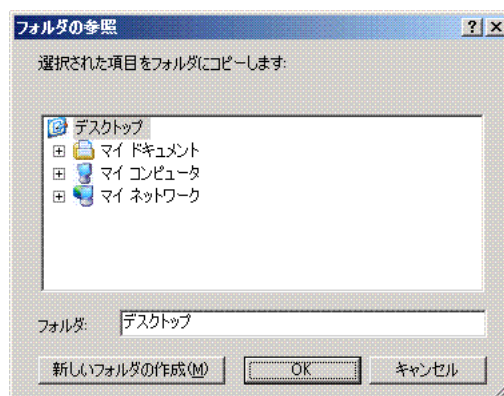 フォルダの参照
選択された項目をフォルダにコピーします:
デスクトップ
マイ ドキュメント
マイ コンピュータ
マイ ネットワーク
フォルダ: デスクトップ
新しいフォルダの作成(M) OK キャンセル